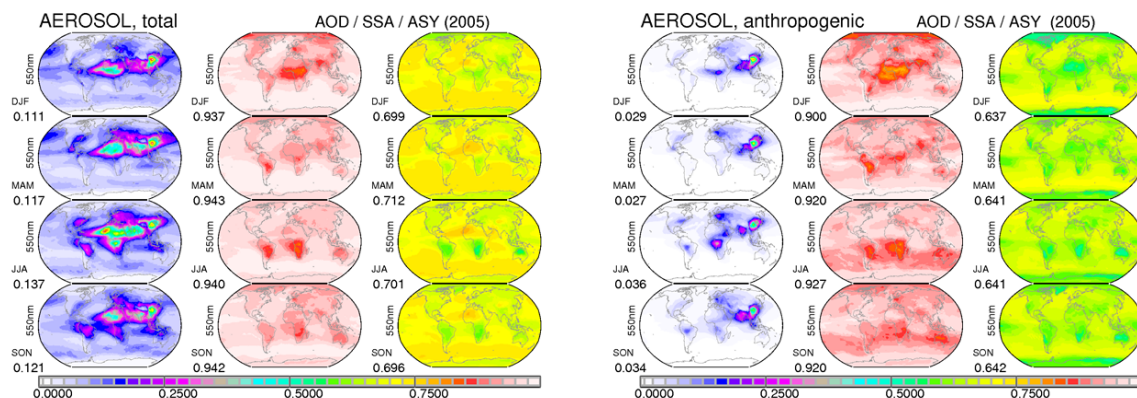 AEROSOL, total AOD / SSA / ASY (2005)
550nm 550nm 550nm
DJF DJF DJF
0.111 0.937 0.699
550nm 550nm 550nm
MAM MAM MAM
0.117 0.943 0.712
550nm 550nm 550nm
JJA JJA JJA
0.137 0.940 0.701
550nm 550nm 550nm
SON SON SON
0.121 0.942 0.696
0.0000 0.2500 0.5000 0.7500
AEROSOL, anthropogenic AOD / SSA / ASY (2005)
550nm 550nm 550nm
DJF DJF DJF
0.029 0.900 0.637
550nm 550nm 550nm
MAM MAM MAM
0.027 0.920 0.641
550nm 550nm 550nm
JJA JJA JJA
0.036 0.927 0.641
550nm 550nm 550nm
SON SON SON
0.034 0.920 0.642
0.0000 0.2500 0.5000 0.7500